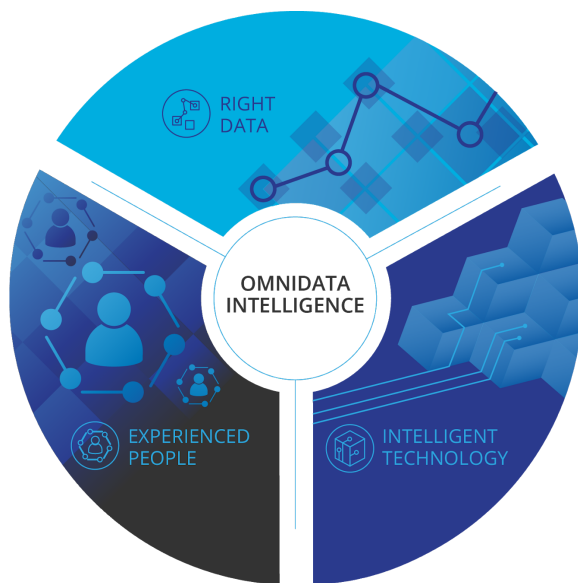 RIGHT
DATA
OMNIDATA
INTELLIGENCE
EXPERIENCED
PEOPLE
INTELLIGENT
TECHNOLOGY